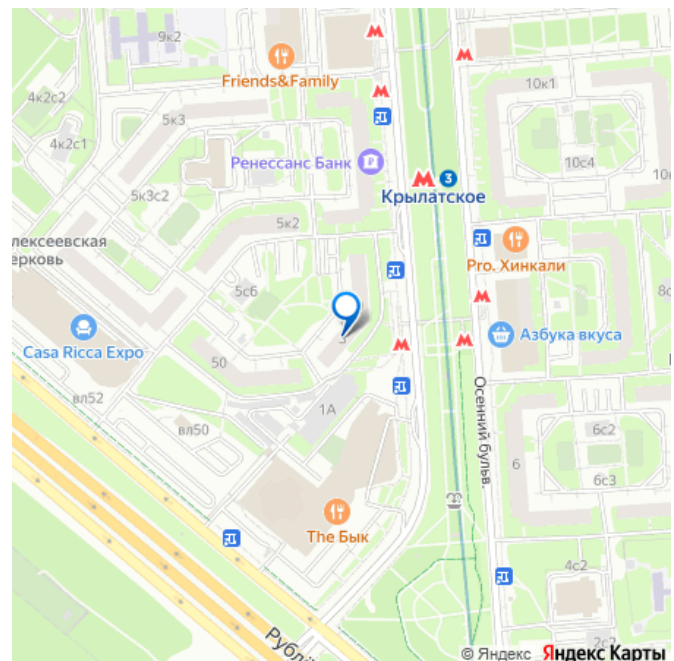 9к2
Friends&Family
10к1
4к2с2
5к3
4к2с1
Ренессанс Банк
10с4
3
Крылатское
5к3с2
5к2
лексеевская
ерковь
Pro. Хинкали
5с6
Casa Ricca Expo
50
Азбука вкуса
1А
вл52
вл50
Осенний бульв.
6с2
6
6с3
The Бык
4с2
2с2
Рублё
© Яндекс Яндекс Карты